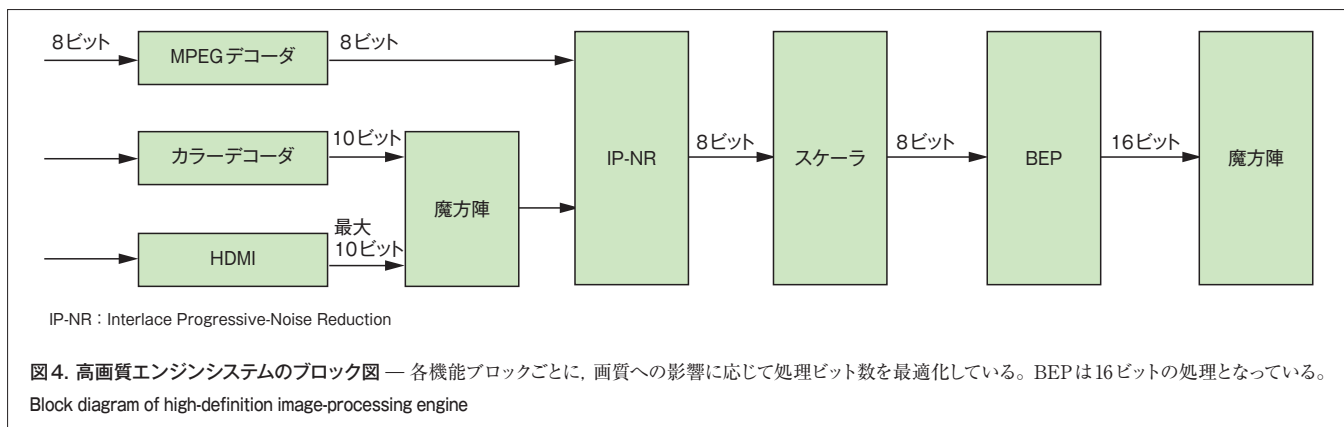 8ビット
MPEGデコーダ
8ビット
カラーデコーダ
10ビット
HDMI
最大
10ビット
魔方陣
IP-NR
8ビット
スケーラ
8ビット
BEP
16ビット
魔方陣
IP-NR：Interlace Progressive-Noise Reduction
図4. 高画質エンジンシステムのブロック図 — 各機能ブロックごとに，画質への影響に応じて処理ビット数を最適化している。BEPは16ビットの処理となっている。
Block diagram of high-definition image-processing engine